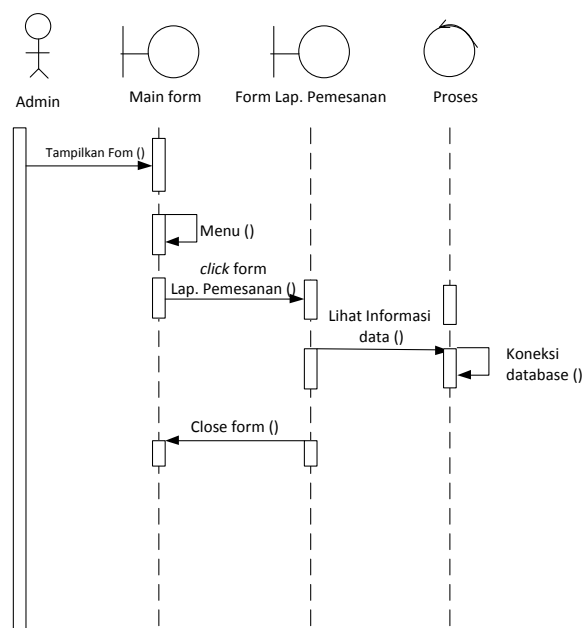 Admin
Main form
Form Lap. Pemesanan
Proses
Tampilkan Fom ()
Menu ()
click form
Lap. Pemesanan ()
Lihat Informasi
data ()
Koneksi
database ()
Close form ()